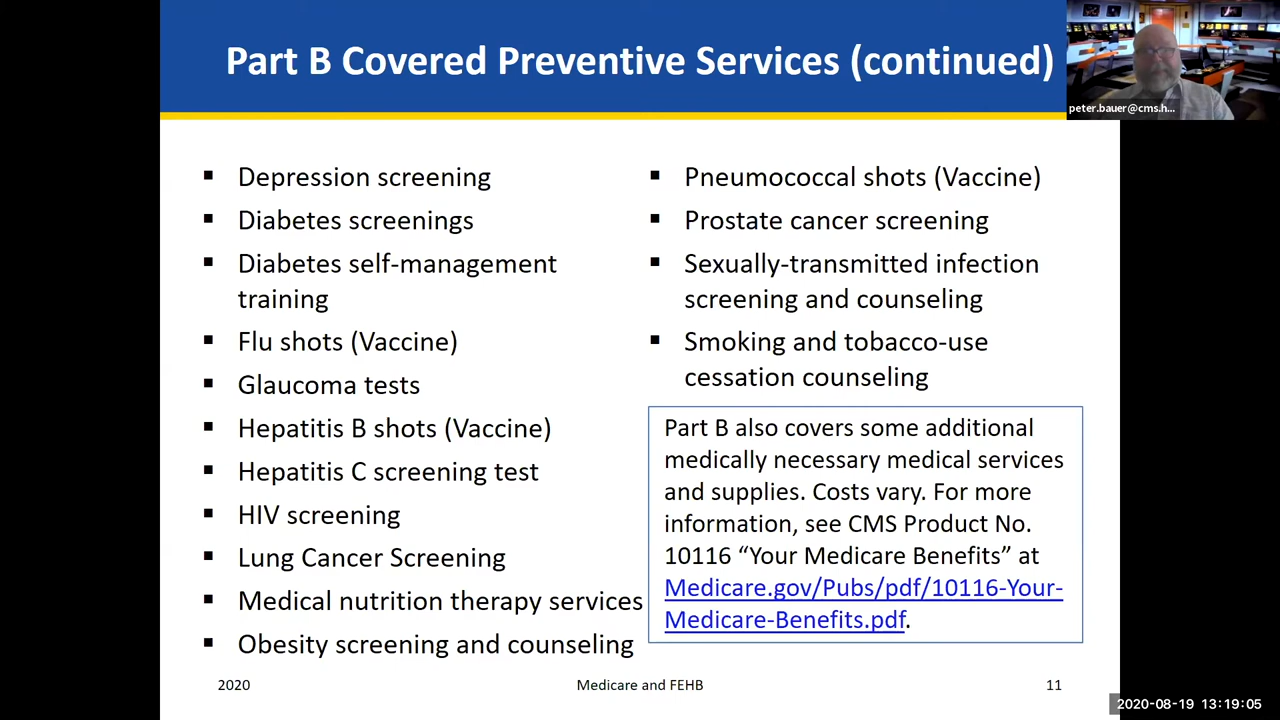 Part B Covered Preventive Services (continued)
peter.bauer@cms.h...
▪ Depression screening
▪ Diabetes screenings
▪ Diabetes self-management
training
▪ Flu shots (Vaccine)
▪ Glaucoma tests
▪ Hepatitis B shots (Vaccine)
▪ Hepatitis C screening test
▪ HIV screening
▪ Lung Cancer Screening
▪ Medical nutrition therapy services
▪ Obesity screening and counseling
▪ Pneumococcal shots (Vaccine)
▪ Prostate cancer screening
▪ Sexually-transmitted infection
screening and counseling
▪ Smoking and tobacco-use
cessation counseling
Part B also covers some additional
medically necessary medical services
and supplies. Costs vary. For more
information, see CMS Product No.
10116 “Your Medicare Benefits” at
Medicare.gov/Pubs/pdf/10116-Your-
Medicare-Benefits.pdf.
2020
Medicare and FEHB
11
2020-08-19 13:19:05